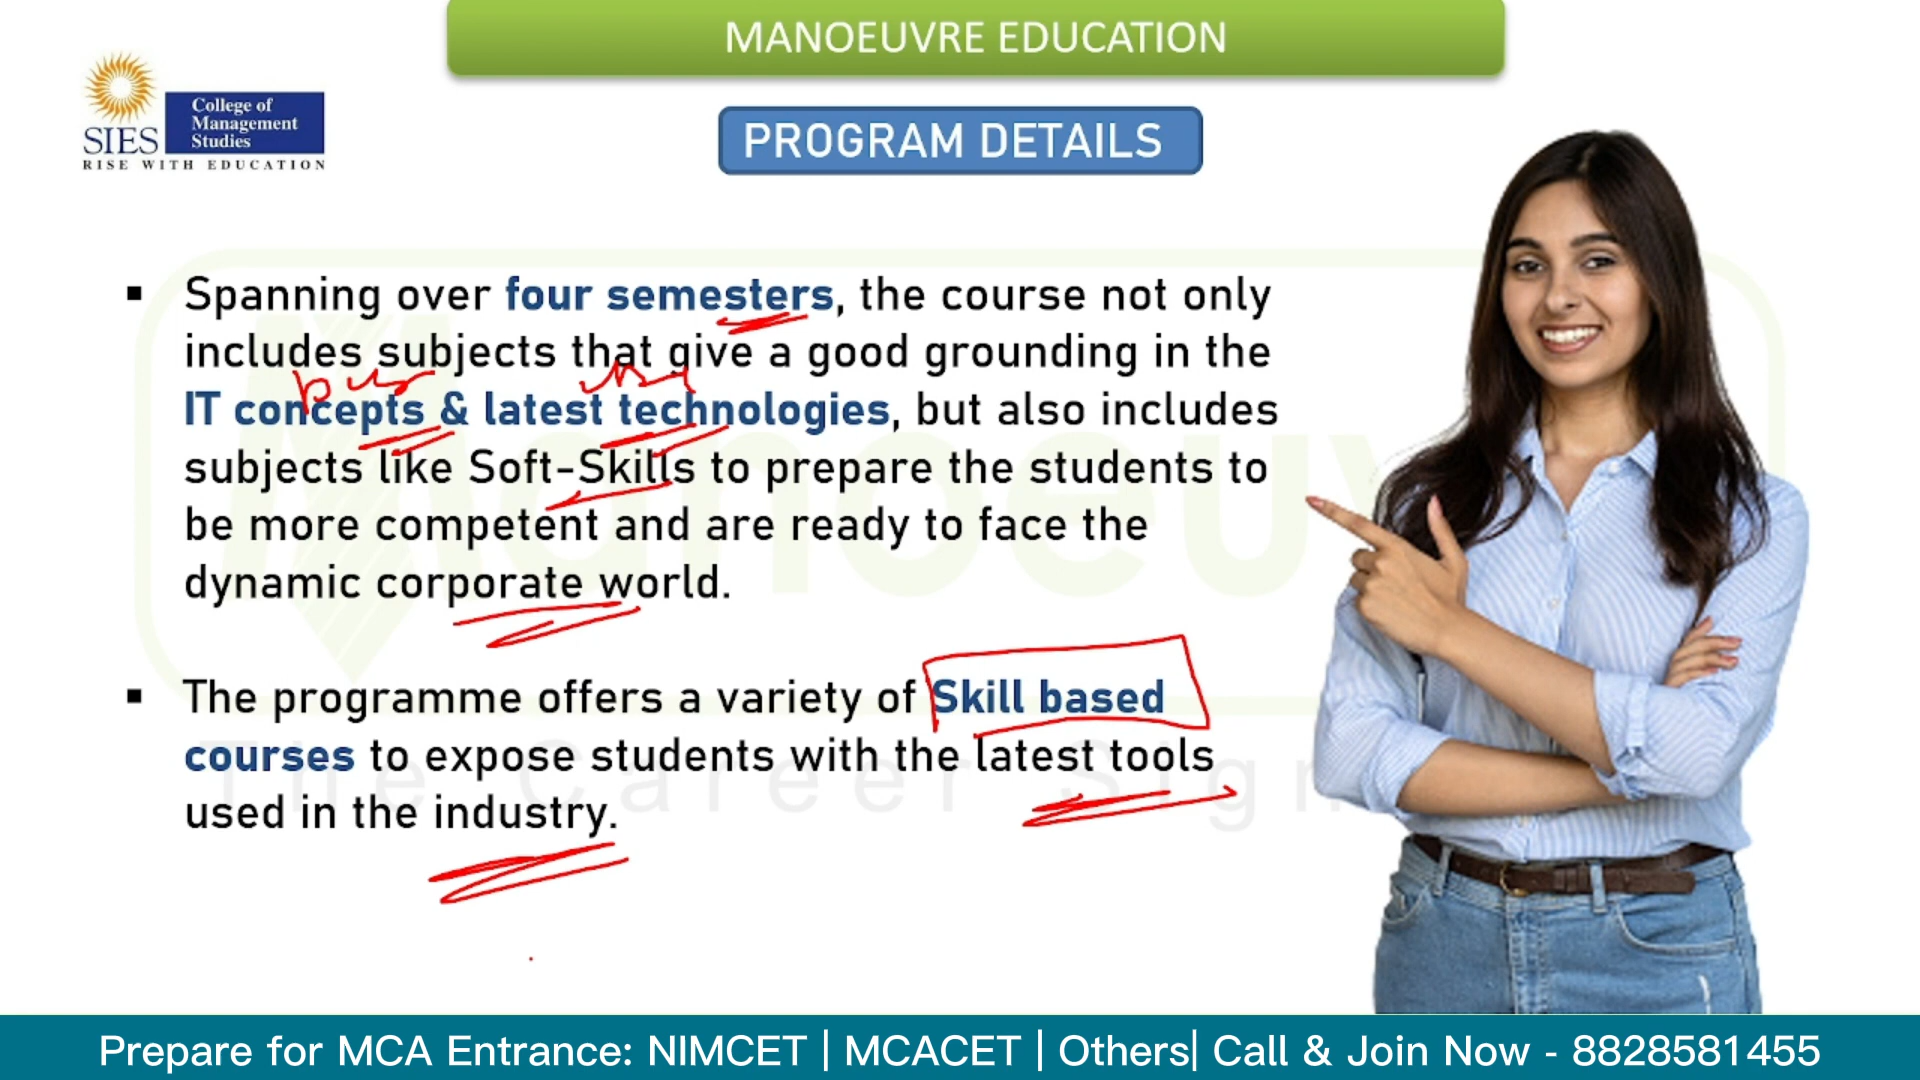 MANOEUVRE EDUCATION
College of
Management
Studies
SIES
RISE WITH EDUCATION
PROGRAM DETAILS
▪ Spanning over four semesters, the course not only
includes subjects that give a good grounding in the
IT concepts & latest technologies, but also includes
subjects like Soft-Skills to prepare the students to
be more competent and are ready to face the
dynamic corporate world.
▪ The programme offers a variety of Skill based
courses to expose students with the latest tools
used in the industry.
Manoeuv
The Career Sign
Prepare for MCA Entrance: NIMCET | MCACET | Others| Call & Join Now - 8828581455